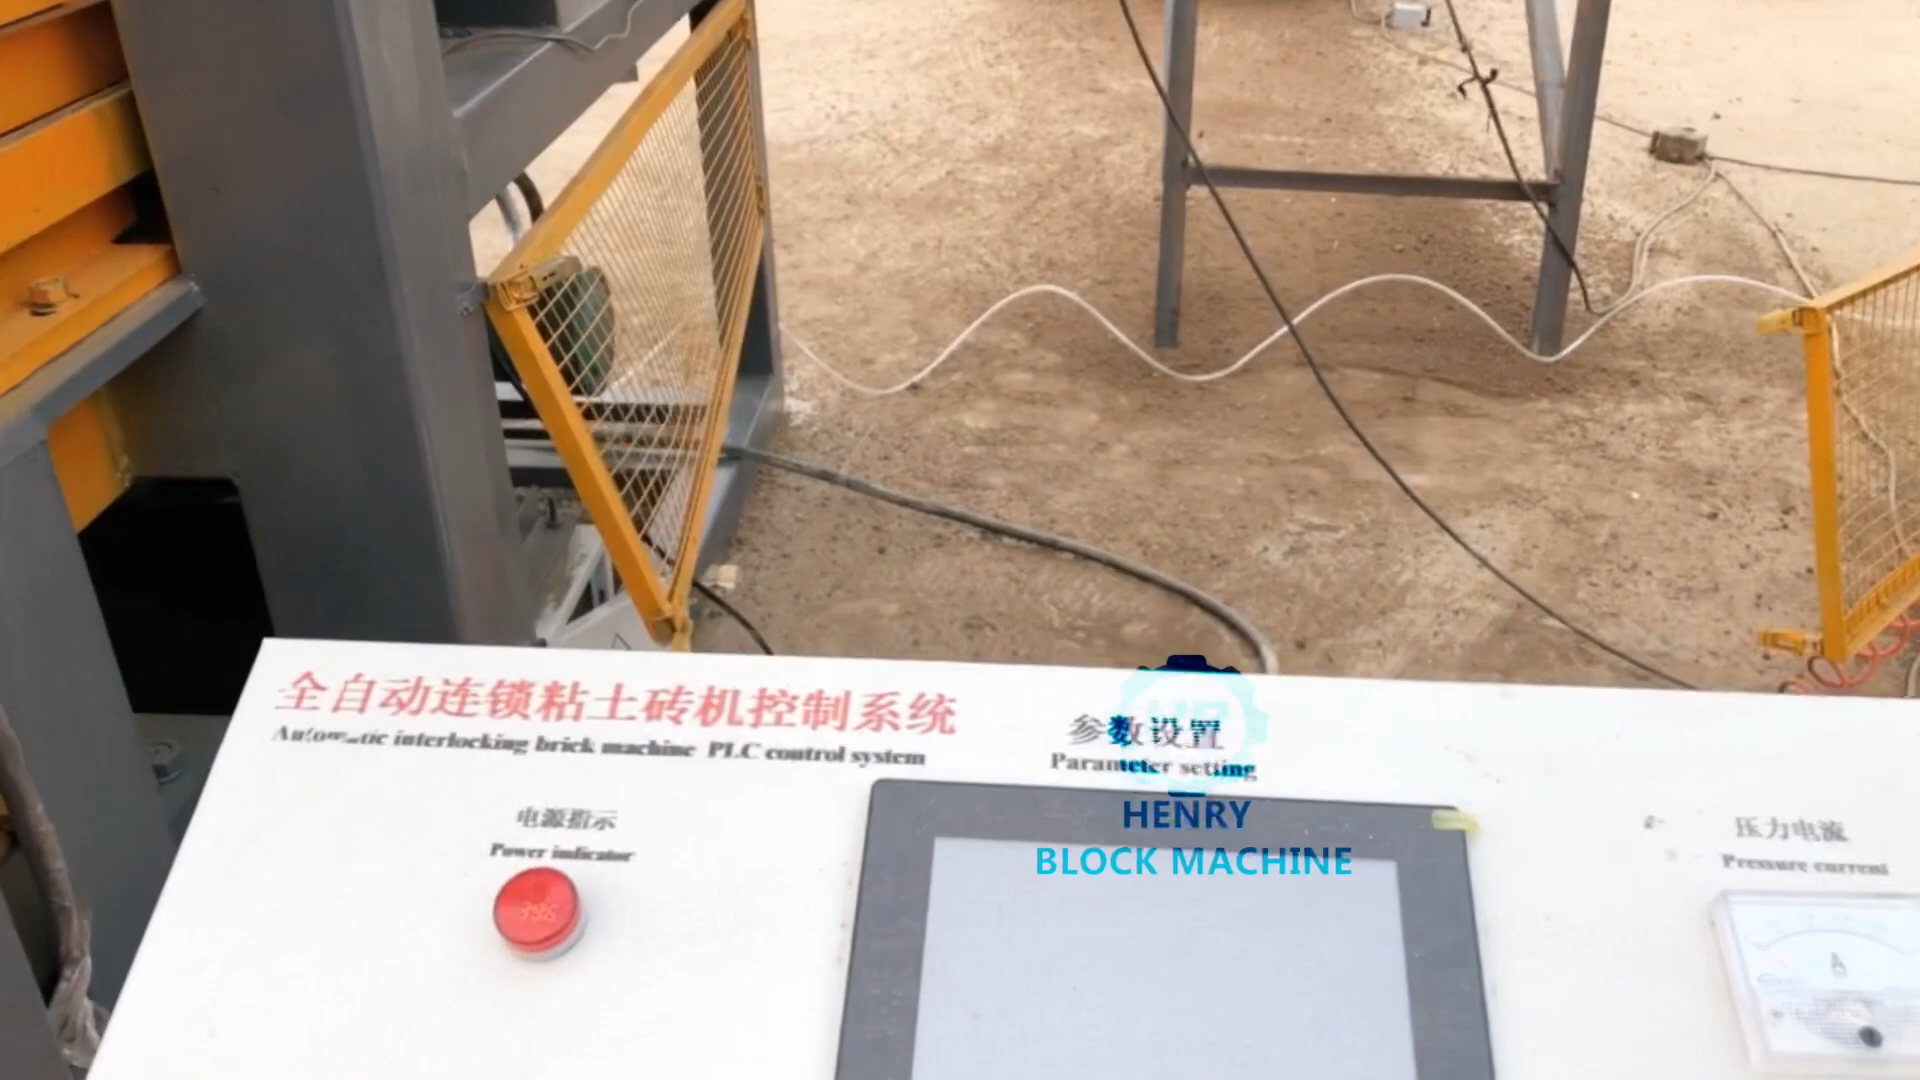 全自动连锁粘土砖机控制系统
Automatic interlocking brick machine PLC control system
参数设置
Parameter setting
HENRY
BLOCK MACHINE
电源指示
Power indicator
396
压力电流
Pressure current
A